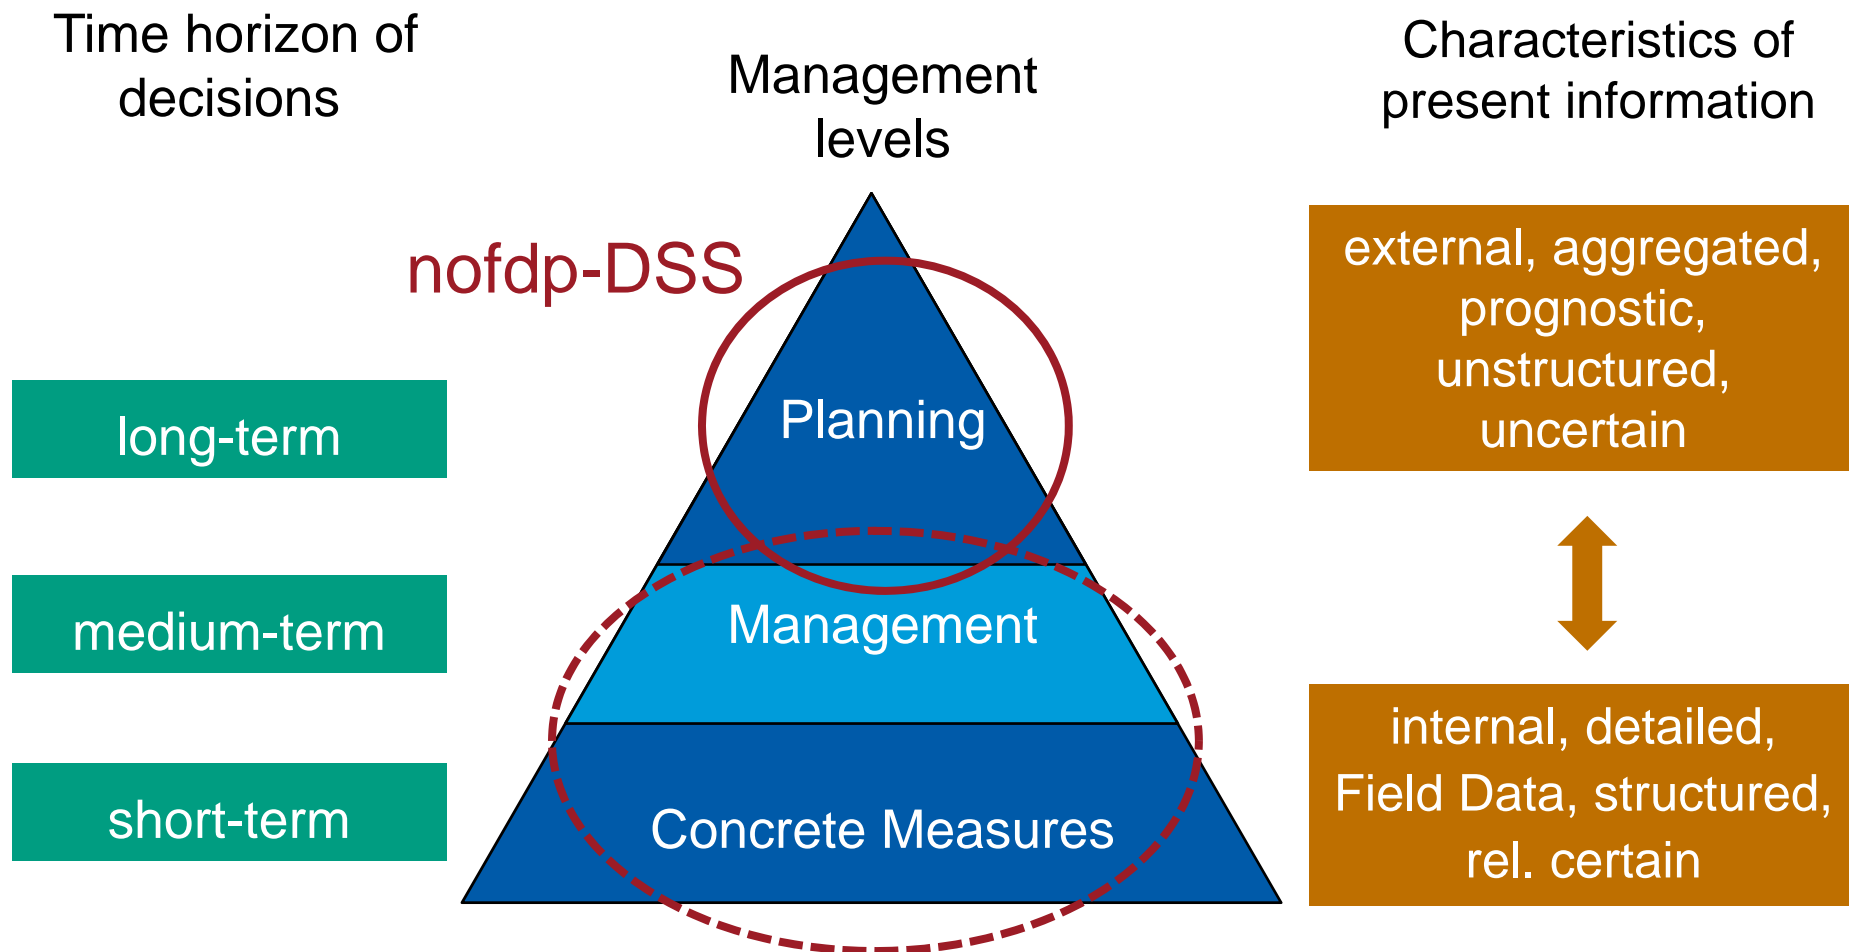 Time horizon of
decisions
Management
levels
Characteristics of
present information
nofdp-DSS
long-term
medium-term
short-term
Planning
Management
Concrete Measures
external, aggregated,
prognostic,
unstructured,
uncertain
internal, detailed,
Field Data, structured,
rel. certain